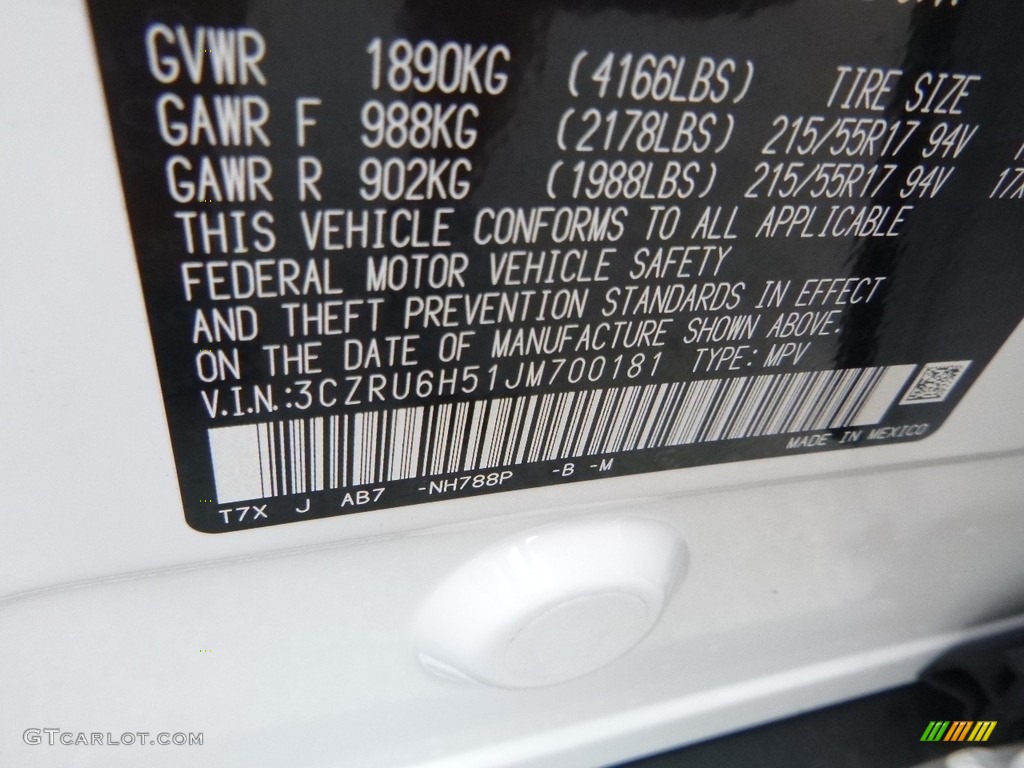 GVWR 1890KG (4166LBS) TIRE SIZE
GAWR F 988KG (2178LBS) 215/55R17 94V
GAWR R 902KG (1988LBS) 215/55R17 94V 17X
THIS VEHICLE CONFORMS TO ALL APPLICABLE
FEDERAL MOTOR VEHICLE SAFETY
AND THEFT PREVENTION STANDARDS IN EFFECT
ON THE DATE OF MANUFACTURE SHOWN ABOVE.
V.I.N.:3CZRU6H51JM700181 TYPE: MPV
MADE IN MEXICO
T7X J AB7 -NH788P -B -M
GTCARLOT.COM